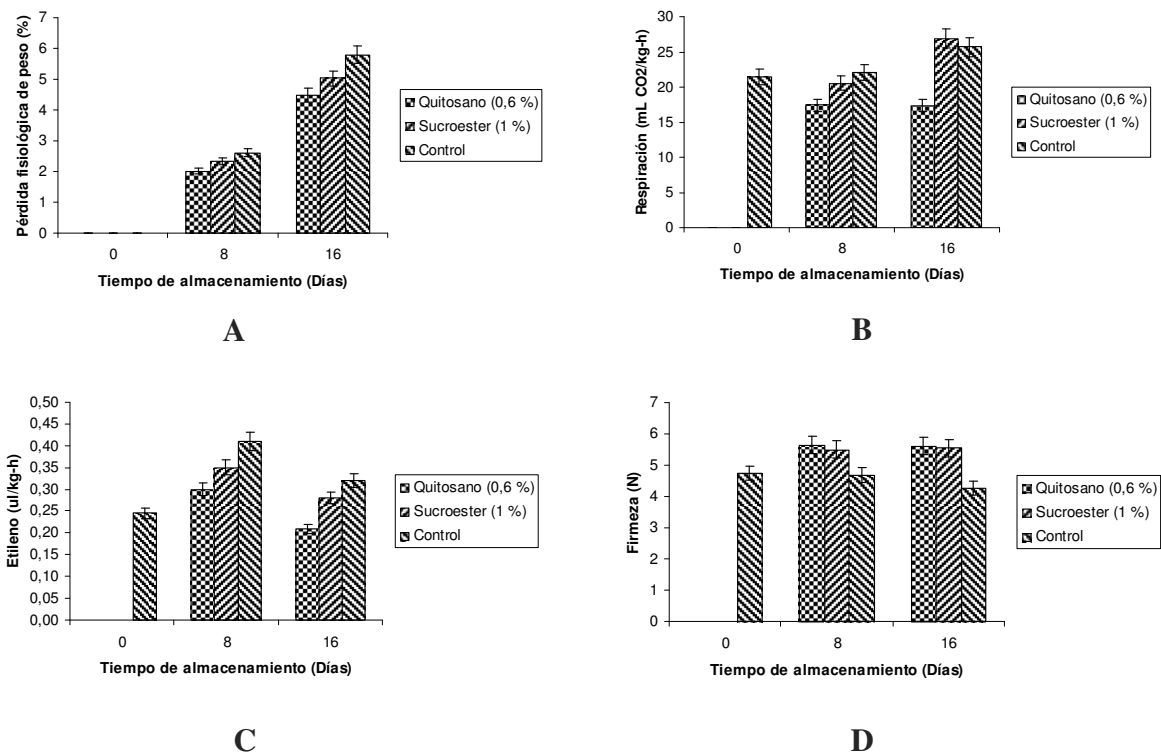 Pérdida fisiológica de peso (%)
7
6
5
4
3
2
1
0
0 8 16
Tiempo de almacenamiento (Días)
Quitosano (0,6 %)
Sucroester (1 %)
Control
A
Respiración (mL CO2/kg-h)
30
25
20
15
10
5
0
0 8 16
Tiempo de almacenamiento (Días)
Quitosano (0,6 %)
Sucroester (1 %)
Control
B
Etileno (ul/kg-h)
0,50
0,45
0,40
0,35
0,30
0,25
0,20
0,15
0,10
0,05
0,00
0 8 16
Tiempo de almacenamiento (Días)
Quitosano (0,6 %)
Sucroester (1 %)
Control
C
Firmeza (N)
7
6
5
4
3
2
1
0
0 8 16
Tiempo de almacenamiento (Días)
Quitosano (0,6 %)
Sucroester (1 %)
Control
D